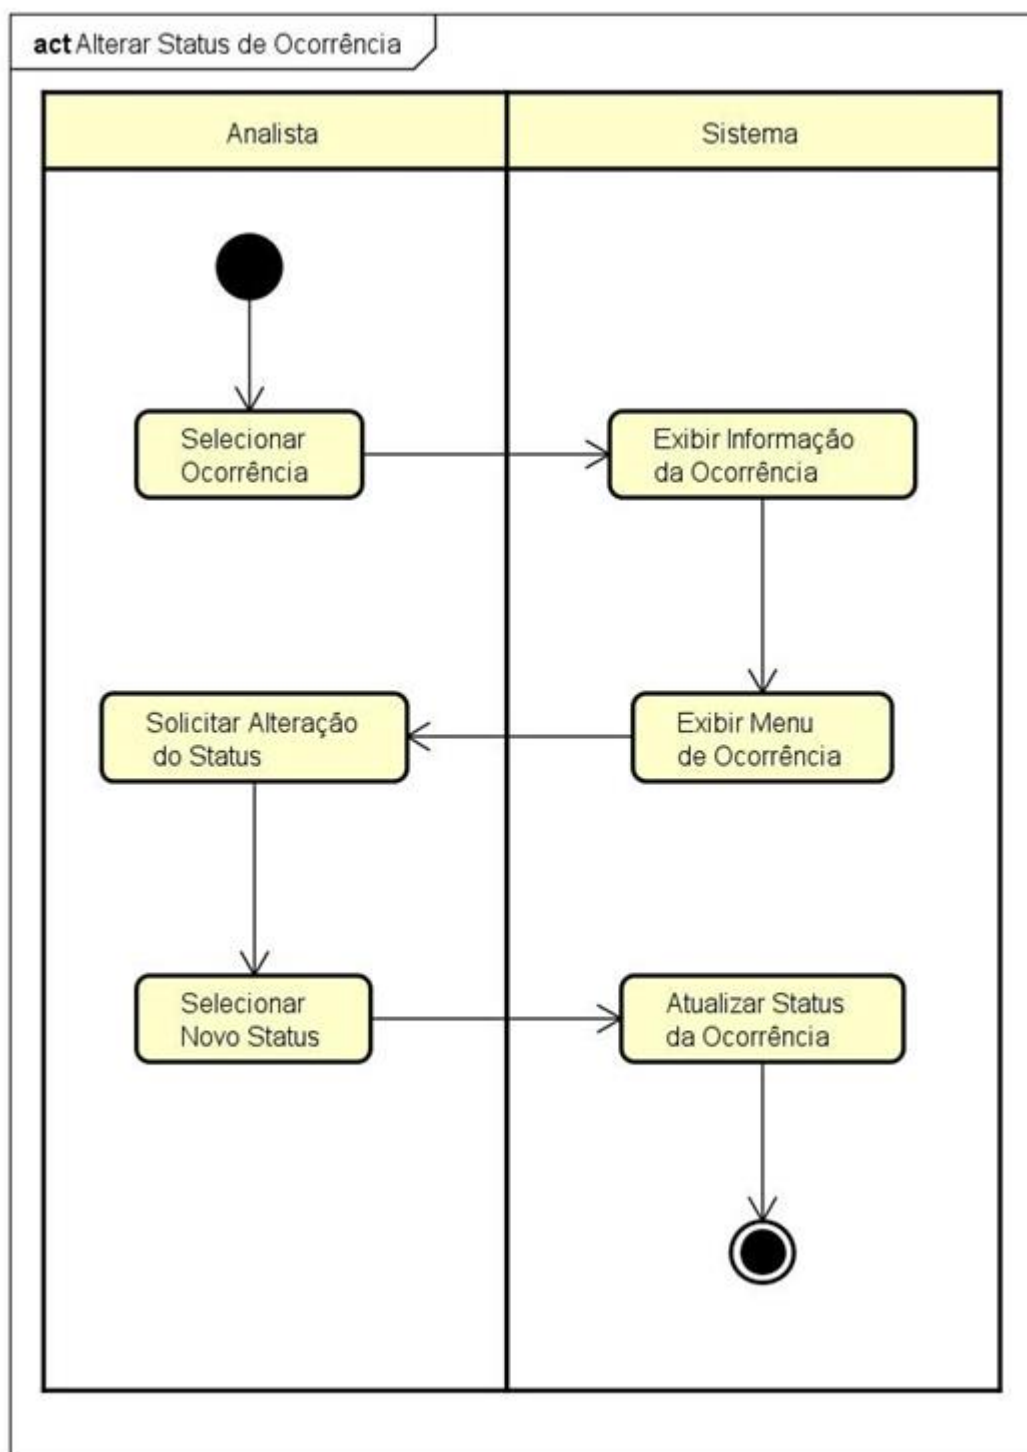 act Alterar Status de Ocorrência
Analista
Sistema
Selecionar
Ocorrência
Exibir Informação
da Ocorrência
Solicitar Alteração
do Status
Exibir Menu
de Ocorrência
Selecionar
Novo Status
Atualizar Status
da Ocorrência